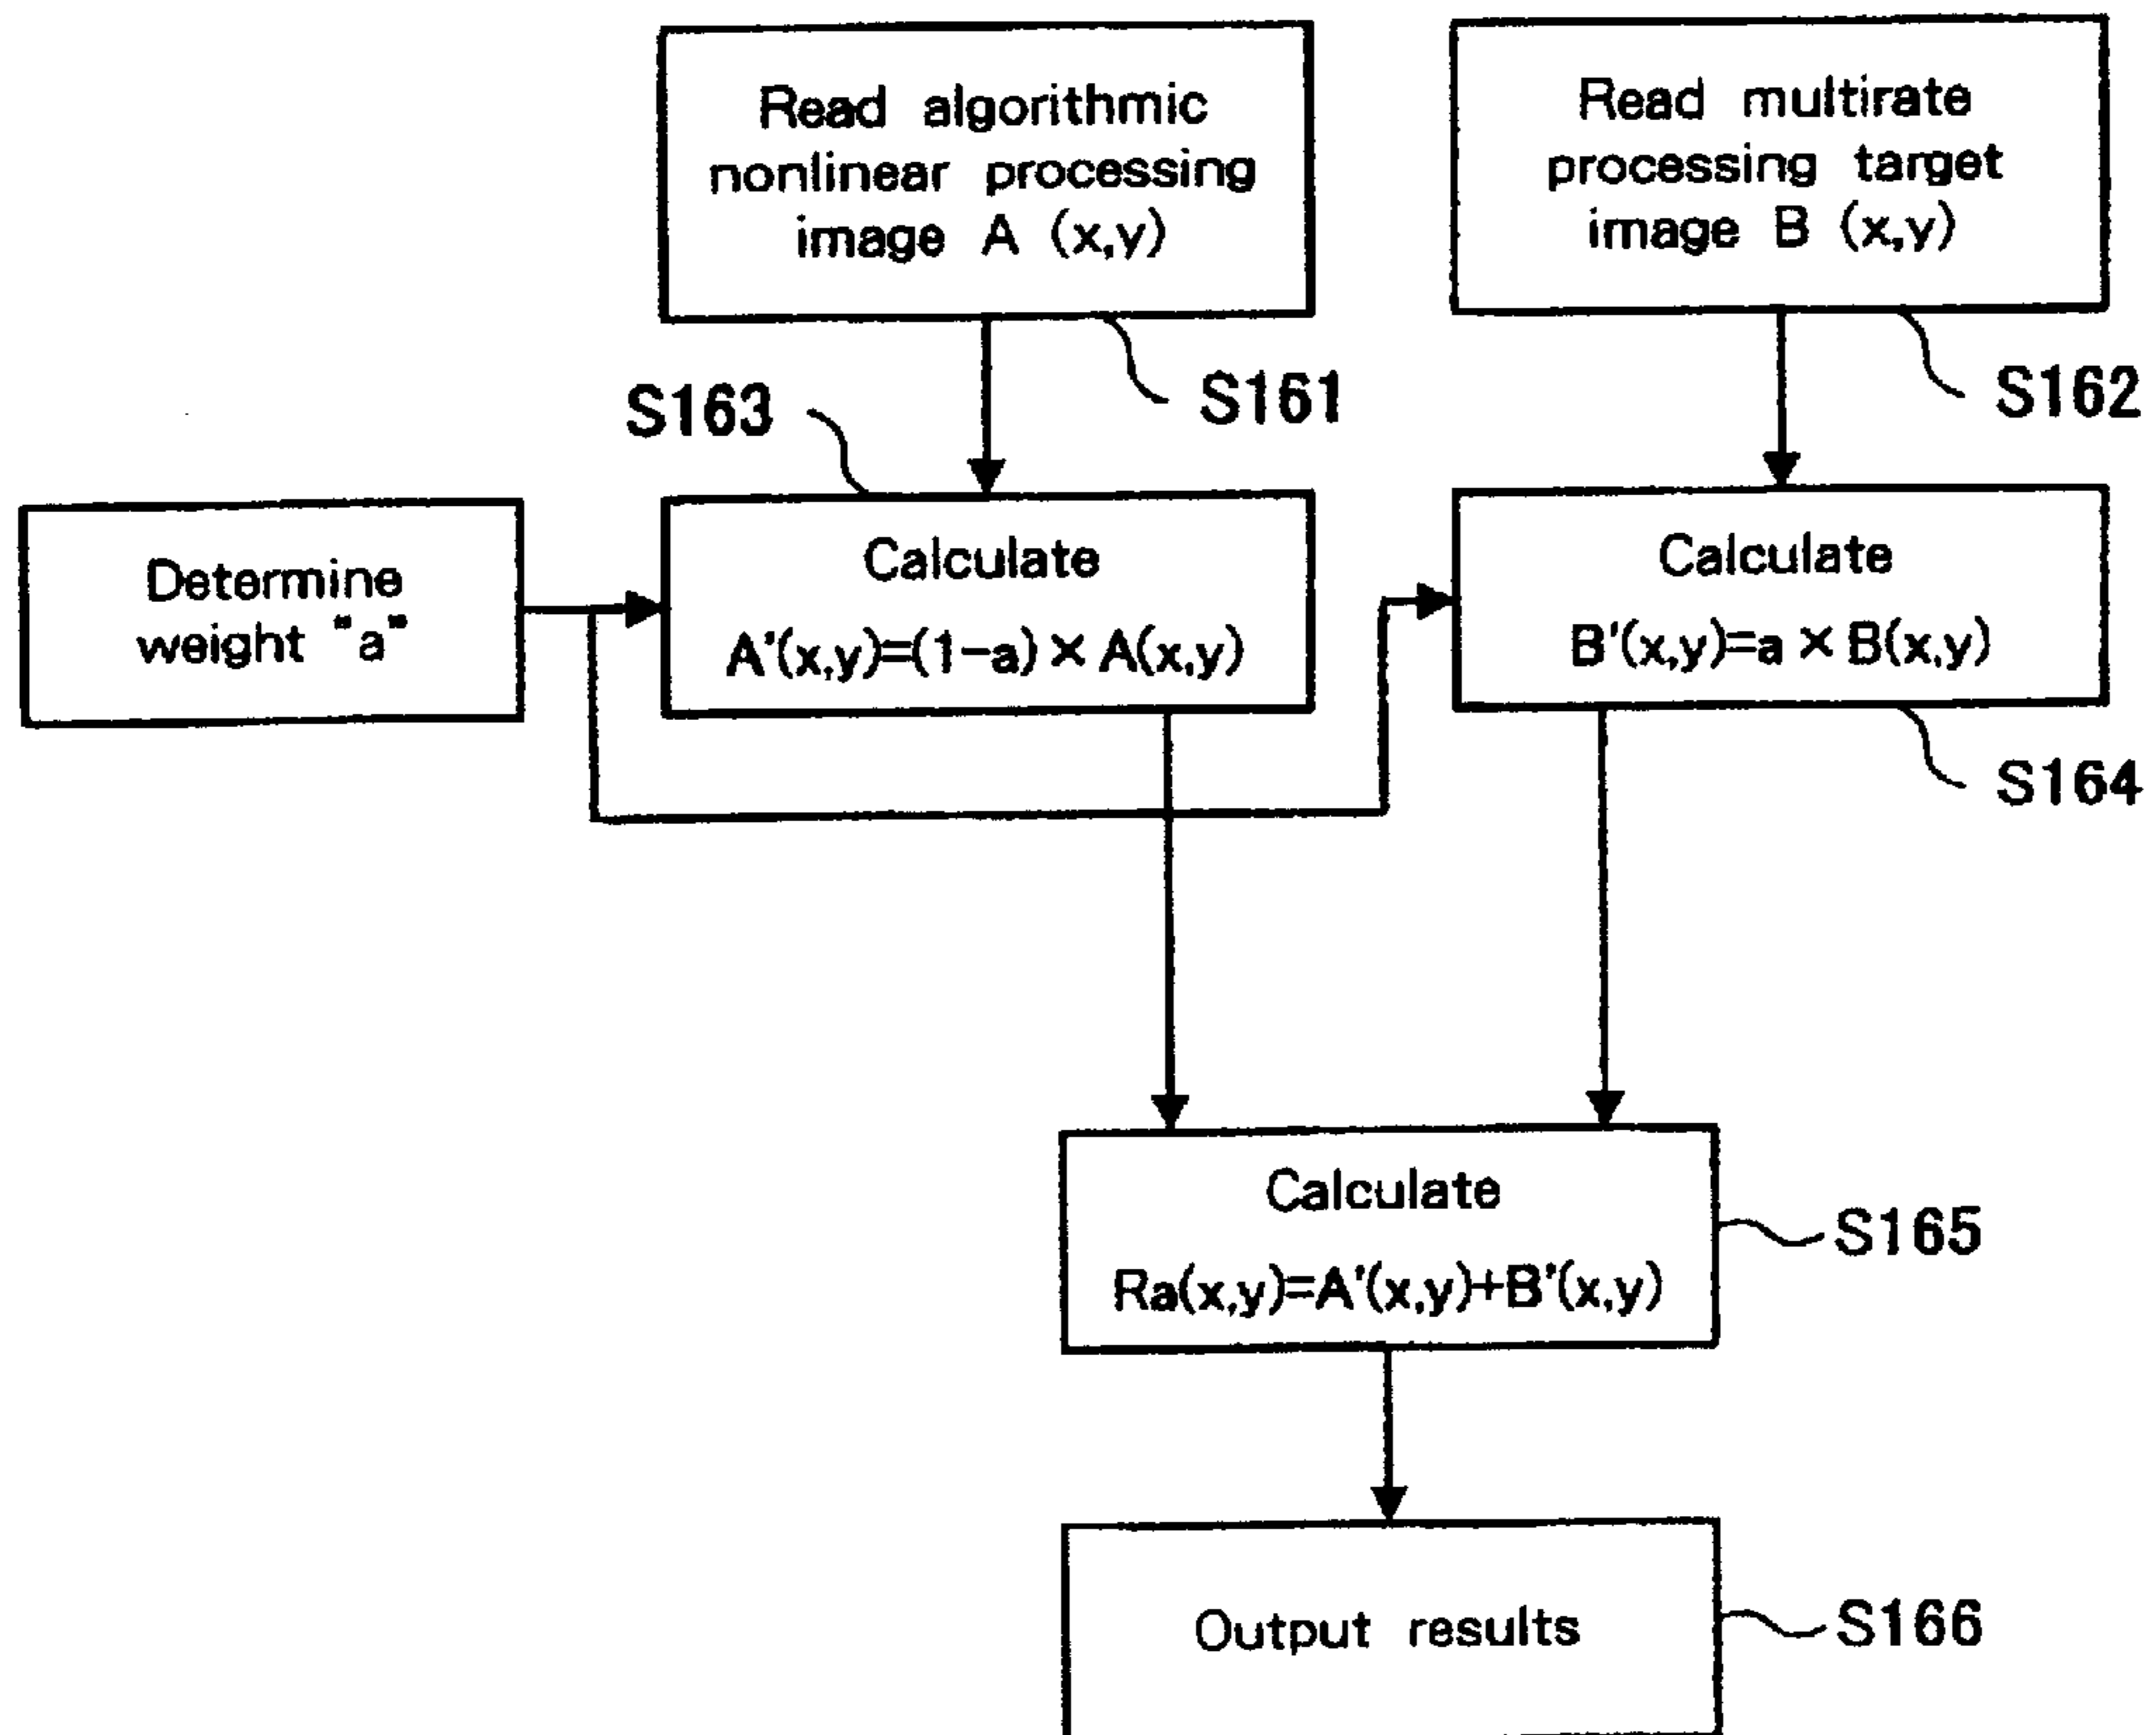 Read algorithmic
nonlinear processing
image A (x,y)
Read multirate
processing target
image B (x,y)
S161
S162
S163
Determine
weight "a"
Calculate
A'(x,y)=(1-a) × A(x,y)
Calculate
B'(x,y)=a × B(x,y)
S164
Calculate
Ra(x,y)=A'(x,y)+B'(x,y)
S165
Output results
S166